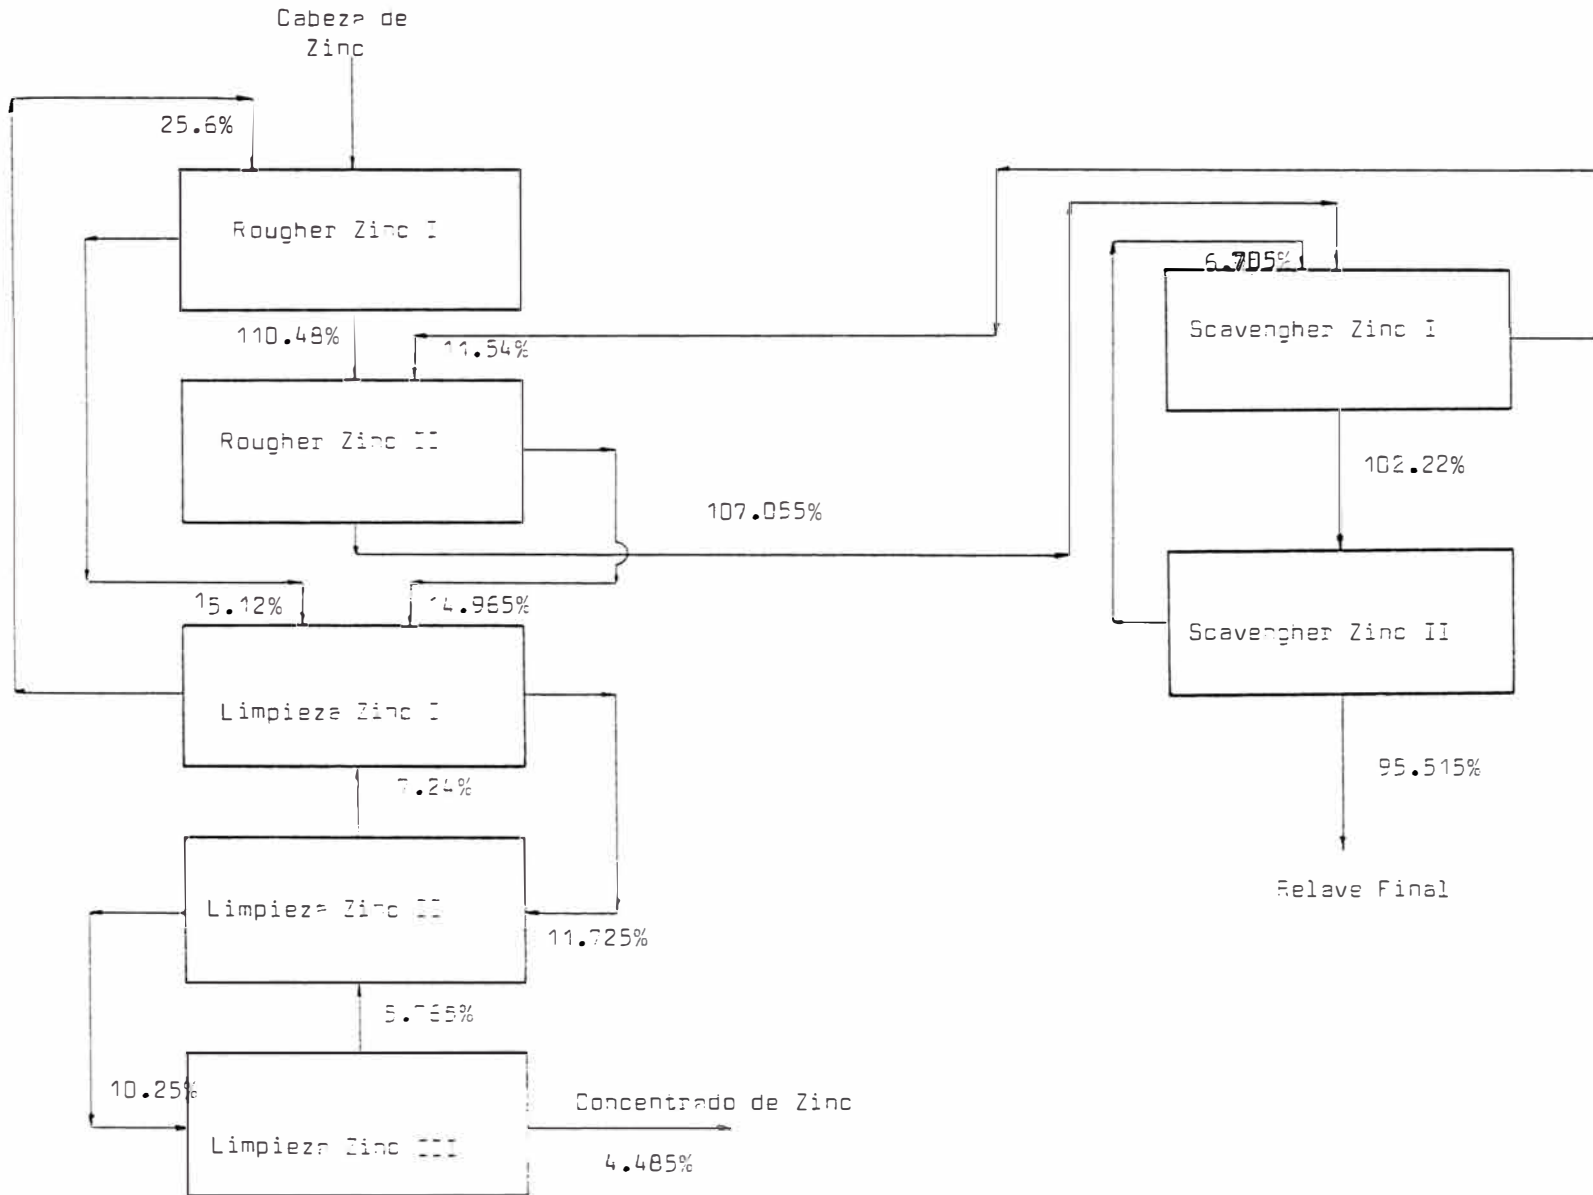 Cabeza de
Zinc
25.6%
Rougher Zinc I
110.48%
11.54%
Rougher Zinc II
107.055%
15.12%
14.965%
Limpieza Zinc I
7.24%
Limpieza Zinc II
11.725%
5.765%
10.25%
Limpieza Zinc III
Concentrado de Zinc
4.485%
6.705%
Scavengher Zinc I
102.22%
Scavengher Zinc II
95.515%
Relave Final